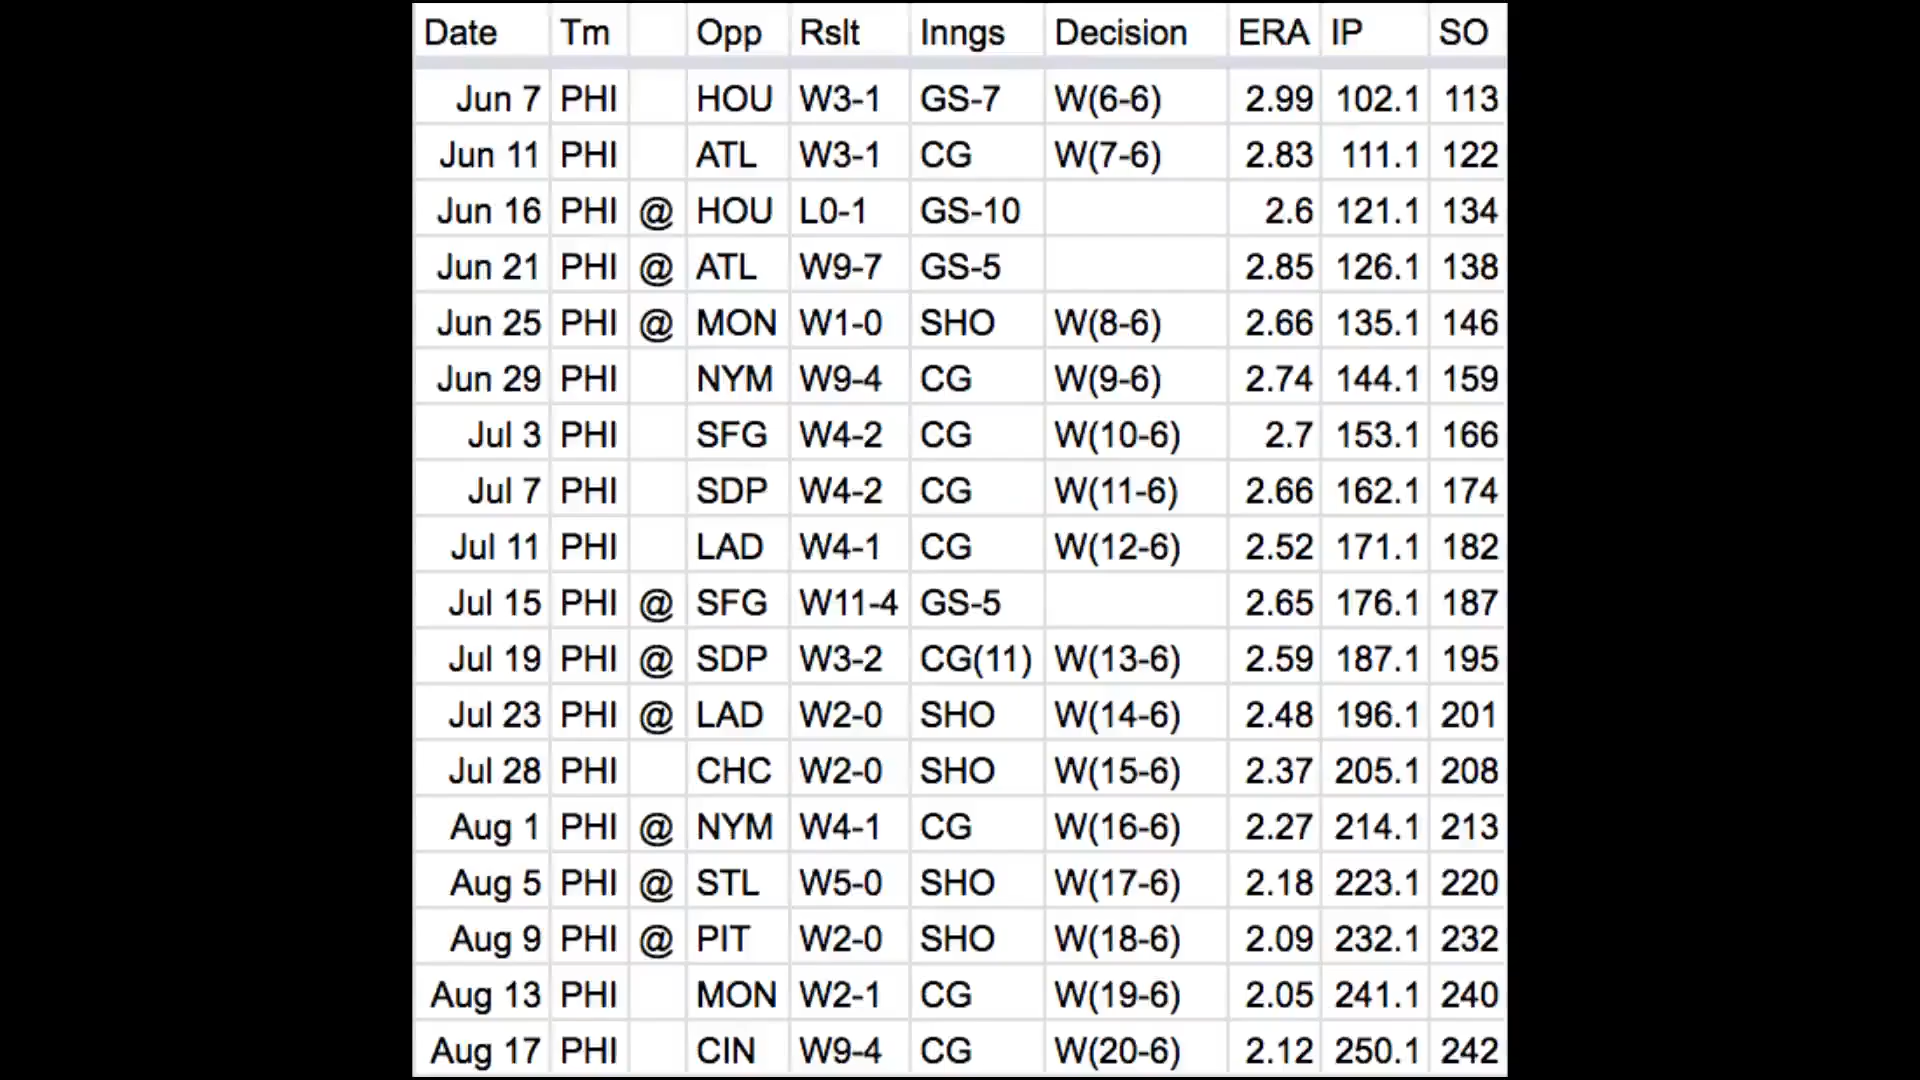 Date Tm Opp Rslt Inngs Decision ERA IP SO
Jun 7 PHI HOU W3-1 GS-7 W(6-6) 2.99 102.1 113
Jun 11 PHI ATL W3-1 CG W(7-6) 2.83 111.1 122
Jun 16 PHI @ HOU L0-1 GS-10 2.6 121.1 134
Jun 21 PHI @ ATL W9-7 GS-5 2.85 126.1 138
Jun 25 PHI @ MON W1-0 SHO W(8-6) 2.66 135.1 146
Jun 29 PHI NYM W9-4 CG W(9-6) 2.74 144.1 159
Jul 3 PHI SFG W4-2 CG W(10-6) 2.7 153.1 166
Jul 7 PHI SDP W4-2 CG W(11-6) 2.66 162.1 174
Jul 11 PHI LAD W4-1 CG W(12-6) 2.52 171.1 182
Jul 15 PHI @ SFG W11-4 GS-5 2.65 176.1 187
Jul 19 PHI @ SDP W3-2 CG(11) W(13-6) 2.59 187.1 195
Jul 23 PHI @ LAD W2-0 SHO W(14-6) 2.48 196.1 201
Jul 28 PHI CHC W2-0 SHO W(15-6) 2.37 205.1 208
Aug 1 PHI @ NYM W4-1 CG W(16-6) 2.27 214.1 213
Aug 5 PHI @ STL W5-0 SHO W(17-6) 2.18 223.1 220
Aug 9 PHI @ PIT W2-0 SHO W(18-6) 2.09 232.1 232
Aug 13 PHI MON W2-1 CG W(19-6) 2.05 241.1 240
Aug 17 PHI CIN W9-4 CG W(20-6) 2.12 250.1 242